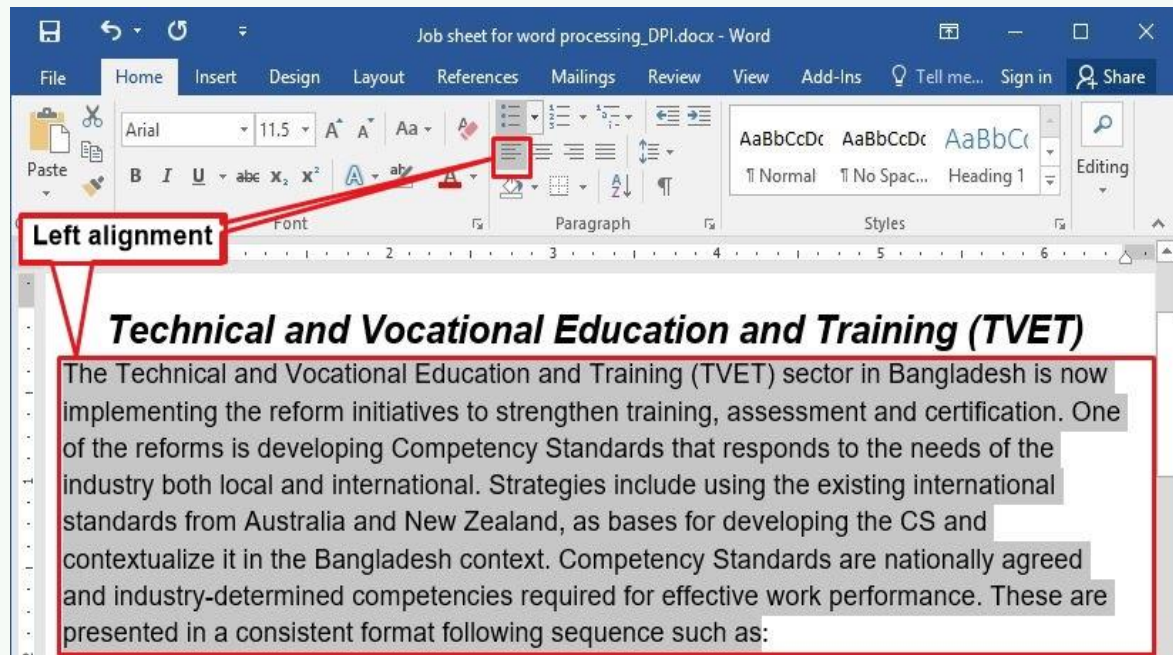 Job sheet for word processing_DPI.docx - Word
File Home Insert Design Layout References Mailings Review View Add-Ins Tell me... Sign in Share
Arial 11.5 Aa
AaBbCcDc AaBbCcDc AaBbCc
Paste B I U abc X₂ X² A aby A ¶ ¶ Normal ¶ No Spac... Heading 1 Editing
Font Paragraph Styles
Left alignment
2 3 4 5 6
Technical and Vocational Education and Training (TVET)
The Technical and Vocational Education and Training (TVET) sector in Bangladesh is now
implementing the reform initiatives to strengthen training, assessment and certification. One
of the reforms is developing Competency Standards that responds to the needs of the
industry both local and international. Strategies include using the existing international
standards from Australia and New Zealand, as bases for developing the CS and
contextualize it in the Bangladesh context. Competency Standards are nationally agreed
and industry-determined competencies required for effective work performance. These are
presented in a consistent format following sequence such as: